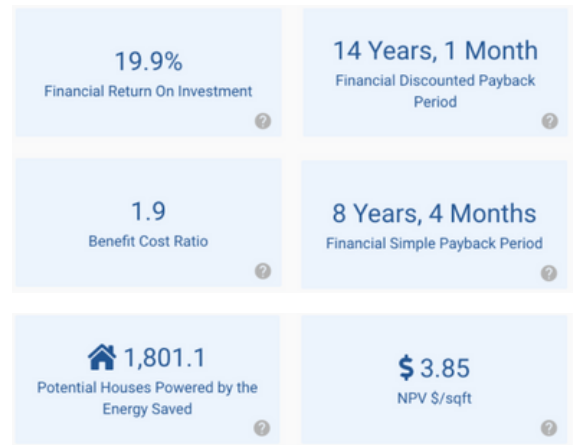 19.9%
Financial Return On Investment
?
14 Years, 1 Month
Financial Discounted Payback
Period
?
1.9
Benefit Cost Ratio
?
8 Years, 4 Months
Financial Simple Payback Period
?
1,801.1
Potential Houses Powered by the
Energy Saved
?
$ 3.85
NPV $/sqft
?